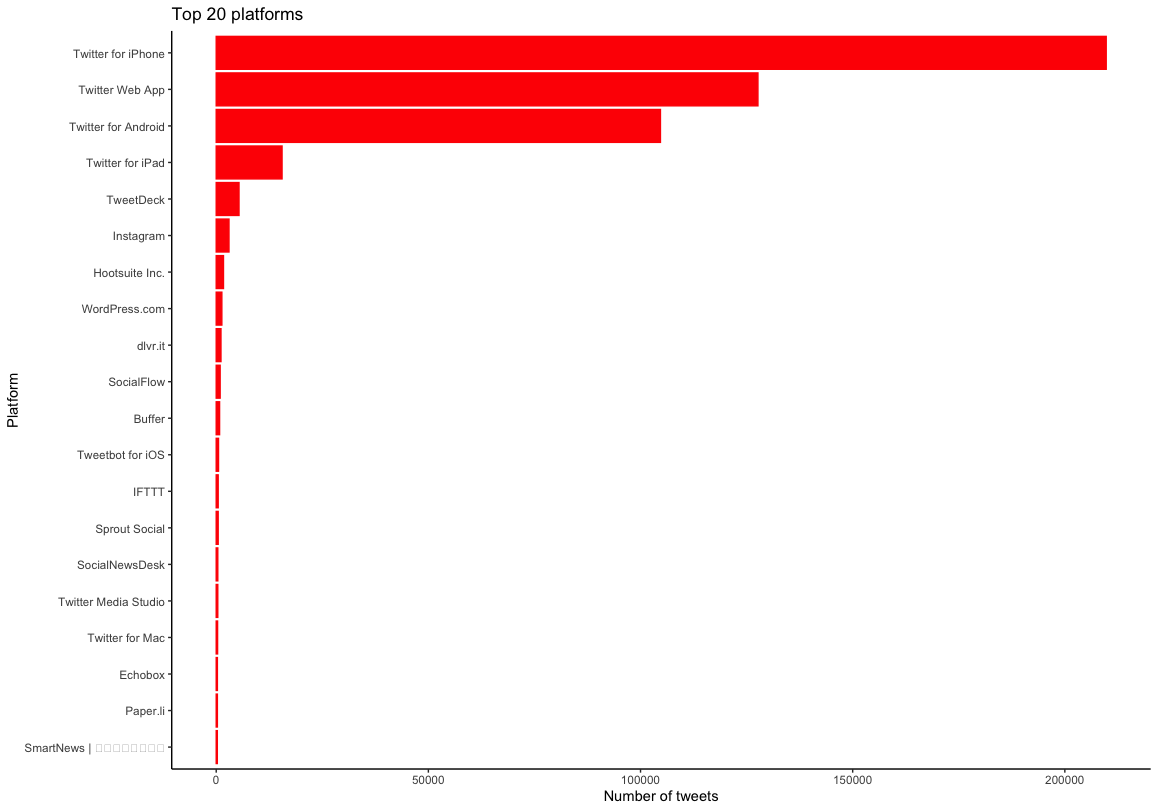 Top 20 platforms
Twitter for iPhone
Twitter Web App
Twitter for Android
Twitter for iPad
TweetDeck
Instagram
Hootsuite Inc.
WordPress.com
dlvr.it
SocialFlow
Buffer
Tweetbot for iOS
IFTTT
Sprout Social
SocialNewsDesk
Twitter Media Studio
Twitter for Mac
Echobox
Paper.li
SmartNews |
Platform
0 50000 100000 150000 200000
Number of tweets